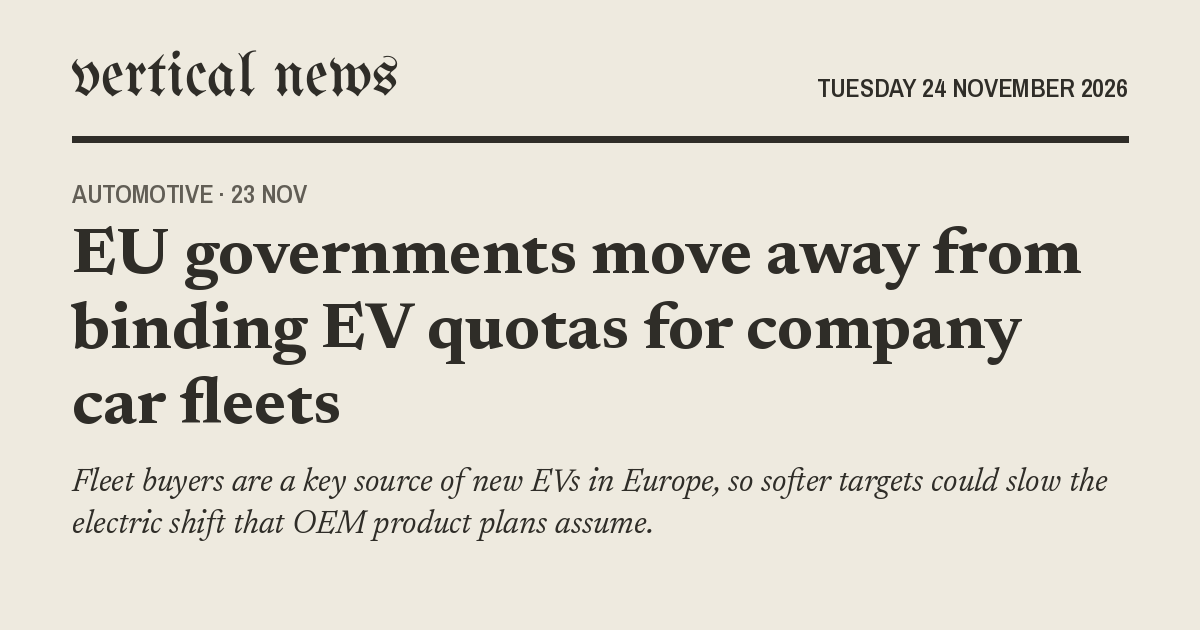 vertical news
TUESDAY 24 NOVEMBER 2026
AUTOMOTIVE · 23 NOV
EU governments move away from
binding EV quotas for company
car fleets
Fleet buyers are a key source of new EVs in Europe, so softer targets could slow the
electric shift that OEM product plans assume.